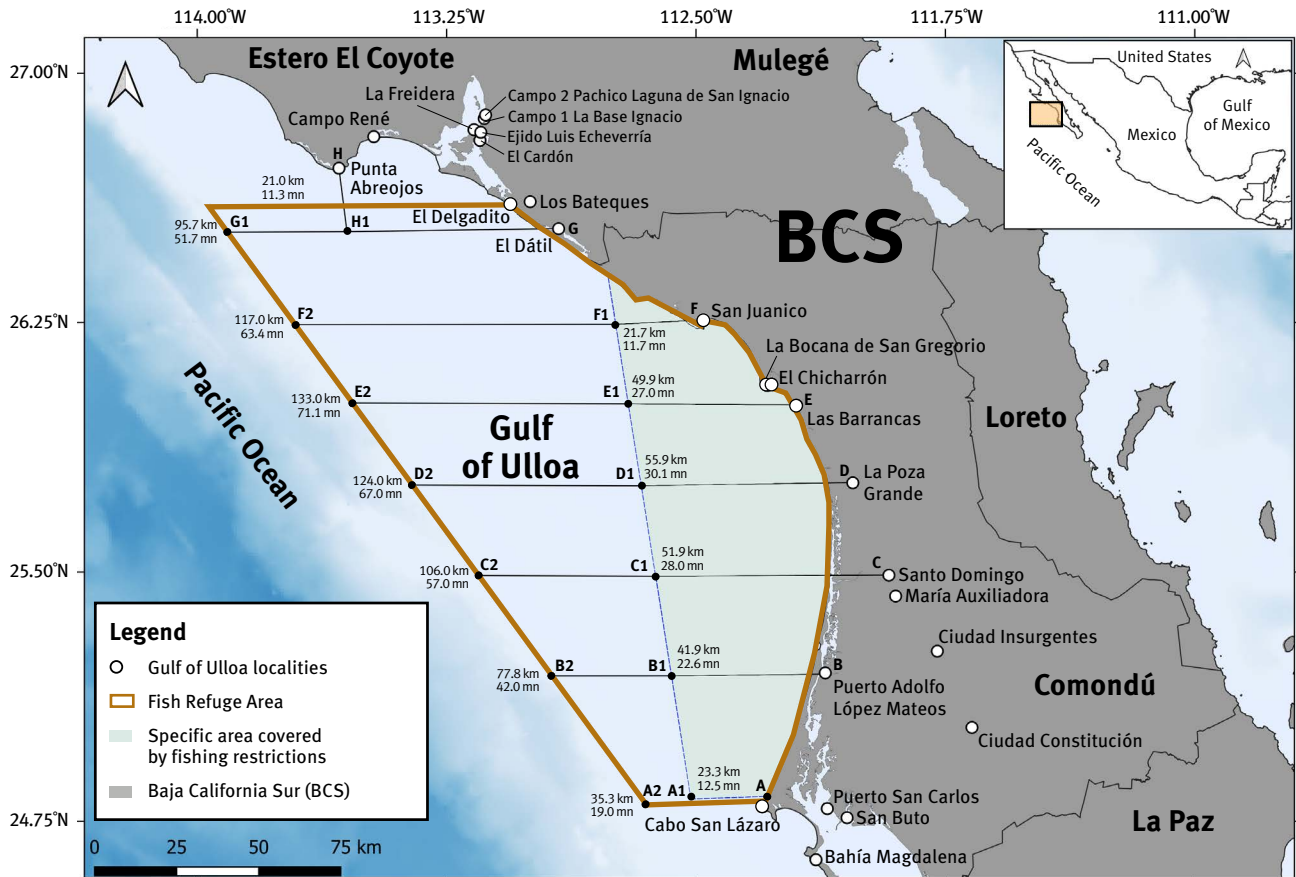 114.00°W
113.25°W
112.50°W
111.75°W
111.00°W
27.00°N
26.25°N
25.50°N
24.75°N
Estero El Coyote
Mulegé
United States
Gulf
of Mexico
Mexico
Pacific Ocean
La Freidera
Campo 2 Pachico Laguna de San Ignacio
Campo 1 La Base Ignacio
Ejido Luis Echeverría
El Cardón
Campo René
H
Punta
Abreojos
21.0 km
11.3 mn
Los Bateques
El Delgadito
95.7 km
51.7 mn
G1
H1
G
El Dátil
BCS
117.0 km
63.4 mn
F2
F1
F
San Juanico
21.7 km
11.7 mn
La Bocana de San Gregorio
El Chicharrón
133.0 km
71.1 mn
E2
49.9 km
27.0 mn
E1
E
Las Barrancas
Loreto
Pacific Ocean
Gulf
of Ulloa
124.0 km
67.0 mn
D2
55.9 km
30.1 mn
D1
D
La Poza
Grande
106.0 km
57.0 mn
C2
51.9 km
28.0 mn
C1
C
Santo Domingo
María Auxiliadora
Ciudad Insurgentes
77.8 km
42.0 mn
B2
41.9 km
22.6 mn
B1
B
Puerto Adolfo
López Mateos
Comondú
Ciudad Constitución
35.3 km
19.0 mn
A2
A1
23.3 km
12.5 mn
A
Cabo San Lázaro
Puerto San Carlos
San Buto
La Paz
Bahía Magdalena
Legend
Gulf of Ulloa localities
Fish Refuge Area
Specific area covered
by fishing restrictions
Baja California Sur (BCS)
0 25 50 75 km